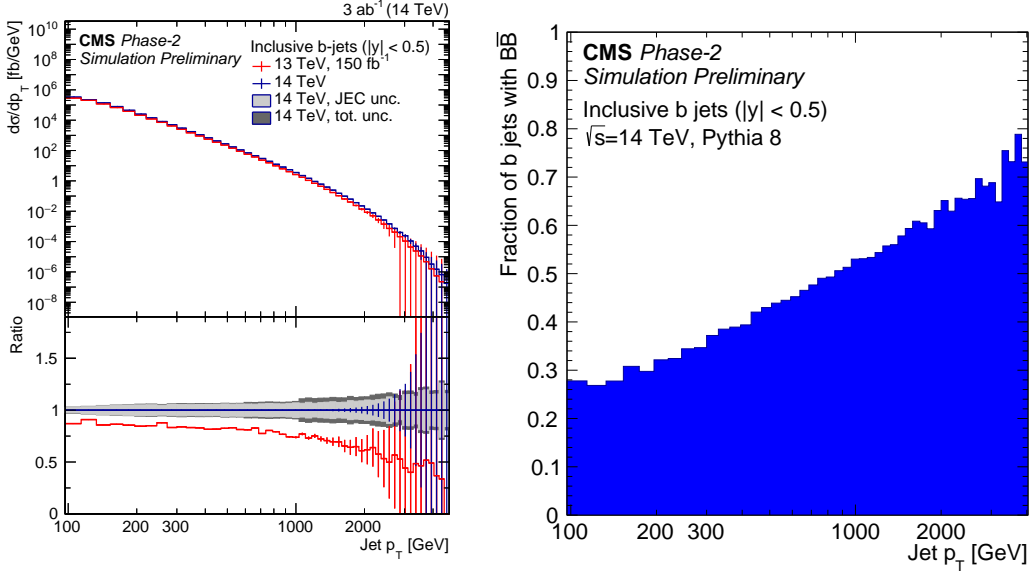 3 ab⁻¹ (14 TeV)
CMS Phase-2
Simulation Preliminary
Inclusive b-jets (|y| < 0.5)
13 TeV, 150 fb⁻¹
14 TeV
14 TeV, JEC unc.
14 TeV, tot. unc.
dσ/dp_T [fb/GeV]
10¹⁰
10⁸
10⁶
10⁴
10²
1
10⁻²
10⁻⁴
10⁻⁶
10⁻⁸
Ratio
1.5
1
0.5
0
100 200 300 1000 2000
Jet p_T [GeV]
CMS Phase-2
Simulation Preliminary
Inclusive b jets (|y| < 0.5)
√s=14 TeV, Pythia 8
Fraction of b jets with BB̅
1
0.9
0.8
0.7
0.6
0.5
0.4
0.3
0.2
0.1
0
100 200 300 1000 2000
Jet p_T [GeV]